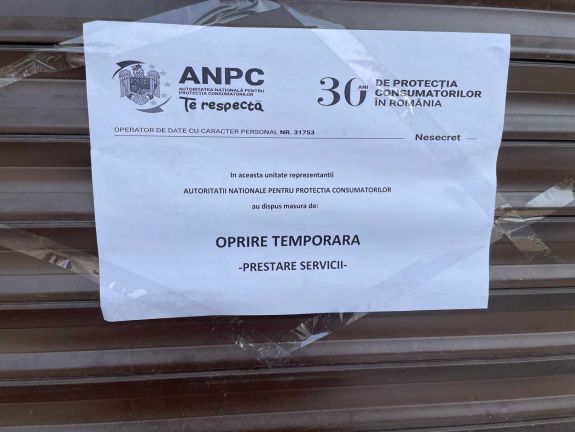 ANPC
AUTORITATEA NAȚIONALĂ PENTRU
PROTECȚIA CONSUMATORILOR
Te respectă
30 ANI
DE PROTECȚIA
CONSUMATORILOR
ÎN ROMÂNIA
OPERATOR DE DATE CU CARACTER PERSONAL NR. 31753
Nesecret
In aceasta unitate reprezentantii
AUTORITATII NATIONALE PENTRU PROTECTIA CONSUMATORILOR
au dispus masura de:
OPRIRE TEMPORARA
-PRESTARE SERVICII-